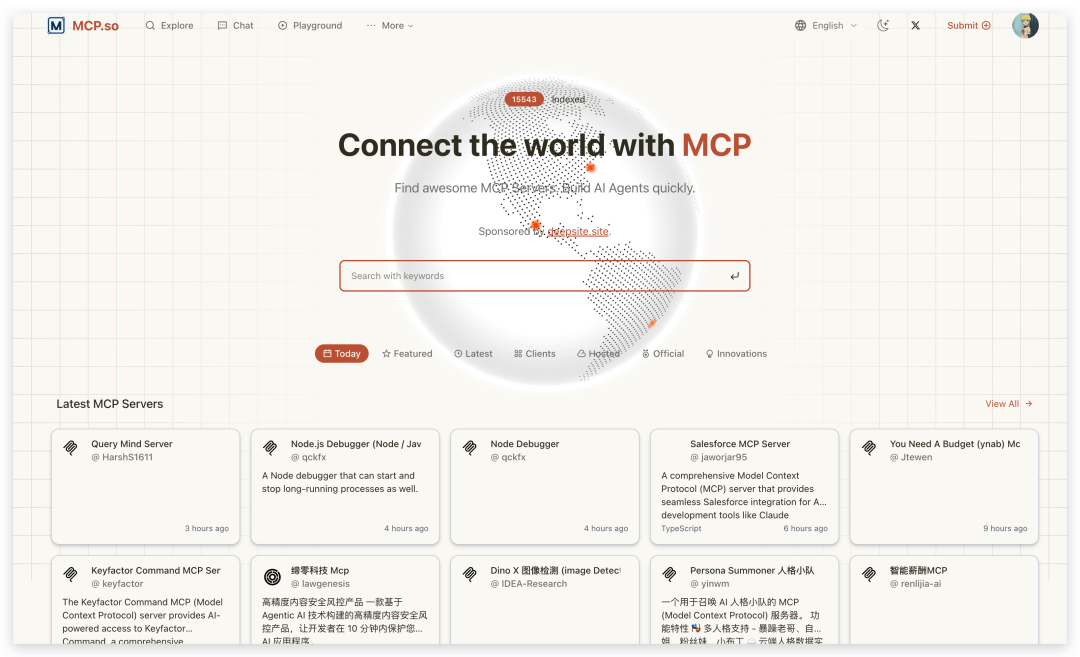 MCP.so
Explore
Chat
Playground
More
English
Submit
15543 Indexed
Connect the world with MCP
Find awesome MCP Servers. Build AI Agents quickly.
Sponsored by deepsite.site.
Search with keywords
Today
Featured
Latest
Clients
Hosted
Official
Innovations
Latest MCP Servers
View All
Query Mind Server
@ HarshS1611
3 hours ago
Node.js Debugger (Node / Jav
@ qckfx
A Node debugger that can start and
stop long-running processes as well.
4 hours ago
Node Debugger
@ qckfx
4 hours ago
Salesforce MCP Server
@ jaworjar95
A comprehensive Model Context
Protocol (MCP) server that provides
seamless Salesforce integration for A...
development tools like Claude
TypeScript
6 hours ago
You Need A Budget (ynab) Mc
@ Jtewen
9 hours ago
Keyfactor Command MCP Ser
@ keyfactor
The Keyfactor Command MCP (Model
Context Protocol) server provides AI-
powered access to Keyfactor...
Command, a comprehensive
缔零科技 Mcp
@ lawgenesis
高精度内容安全风控产品 一款基于
Agentic AI 技术构建的高精度内容安全风
控产品，让开发者在 10 分钟内保护您...
AI 应用程序
Dino X 图像检测 (image Detect
@ IDEA-Research
Persona Summoner 人格小队
@ yinwm
一个用于召唤 AI 人格小队的 MCP
(Model Context Protocol) 服务器。 功
能特性 🎭 多人格支持 - 暴躁老哥、自...
姐、粉丝妹、小布丁 ☁️ 云端人格数据实
智能薪酬MCP
@ renlijia-ai